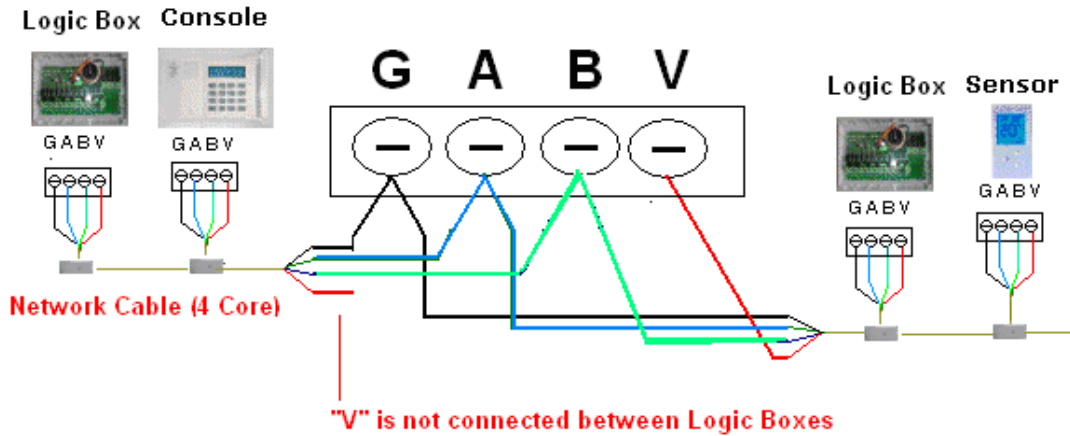 Logic Box Console
G A B V
Logic Box Sensor
GABV GABV
GABV
GABV
Network Cable (4 Core)
"V" is not connected between Logic Boxes